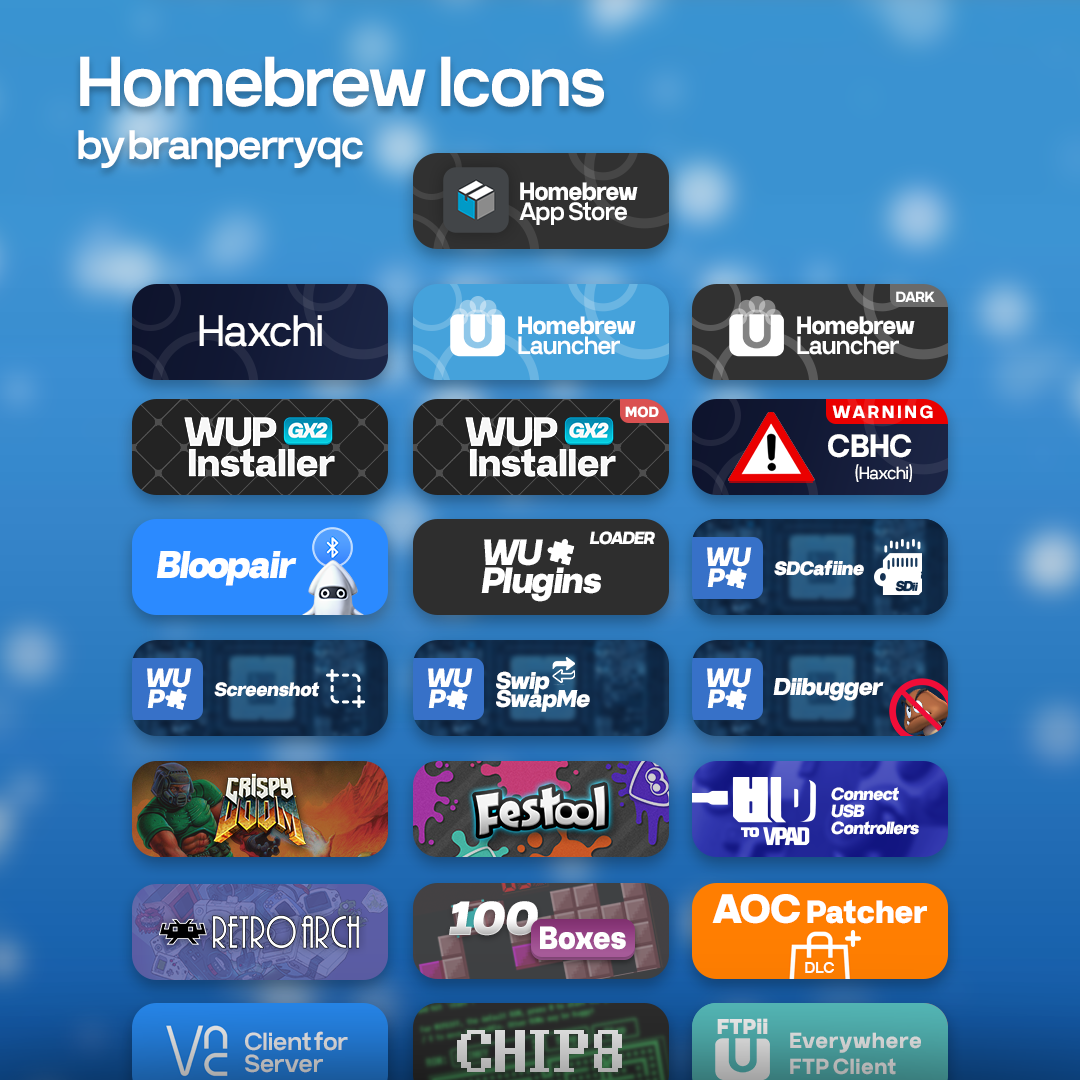 Homebrew Icons
by branperryqc
Homebrew
App Store
Haxchi
U
Homebrew
Launcher
DARK
U
Homebrew
Launcher
WUP GX2
Installer
MOD
WUP GX2
Installer
WARNING
!
CBHC
(Haxchi)
Bloopair
LOADER
WU
Plugins
WU
P
SDCafiine
SDii
WU
P
Screenshot
WU
P
Swip
SwapMe
WU
P
Diibugger
CRISPY
DOOM
Festool
HID
TO VPAD
Connect
USB
Controllers
RETROARCH
100
Boxes
AOC Patcher
DLC
VNC
Client for
Server
CHIP8
FTPii
U
Everywhere
FTP Client